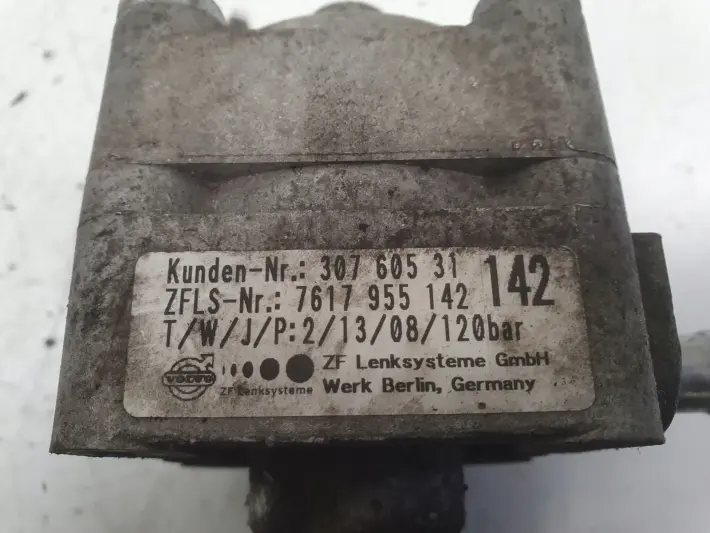 Kunden-Nr.: 307 605 31
142
ZFLS-Nr.: 7617 955 142
T/W/J/P:2/13/08/120bar
VOLVO
ZF Lenksysteme
ZF Lenksysteme GmbH
Werk Berlin, Germany